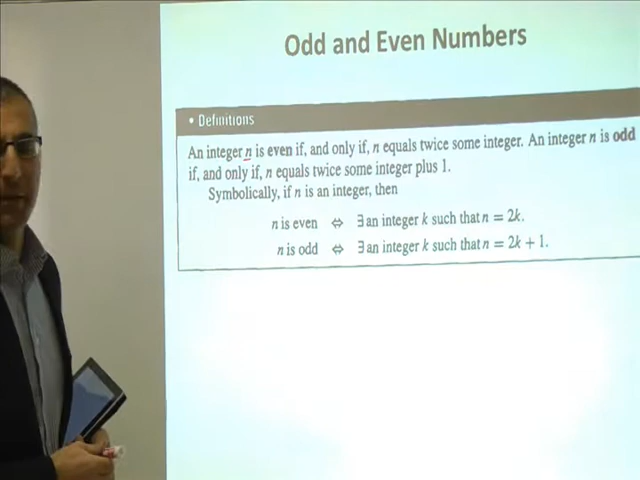 Odd and Even Numbers
• Definitions
An integer n is even if, and only if, n equals twice some integer. An integer n is odd
if, and only if, n equals twice some integer plus 1.
Symbolically, if n is an integer, then
n is even ⇔ ∃ an integer k such that n = 2k.
n is odd ⇔ ∃ an integer k such that n = 2k + 1.